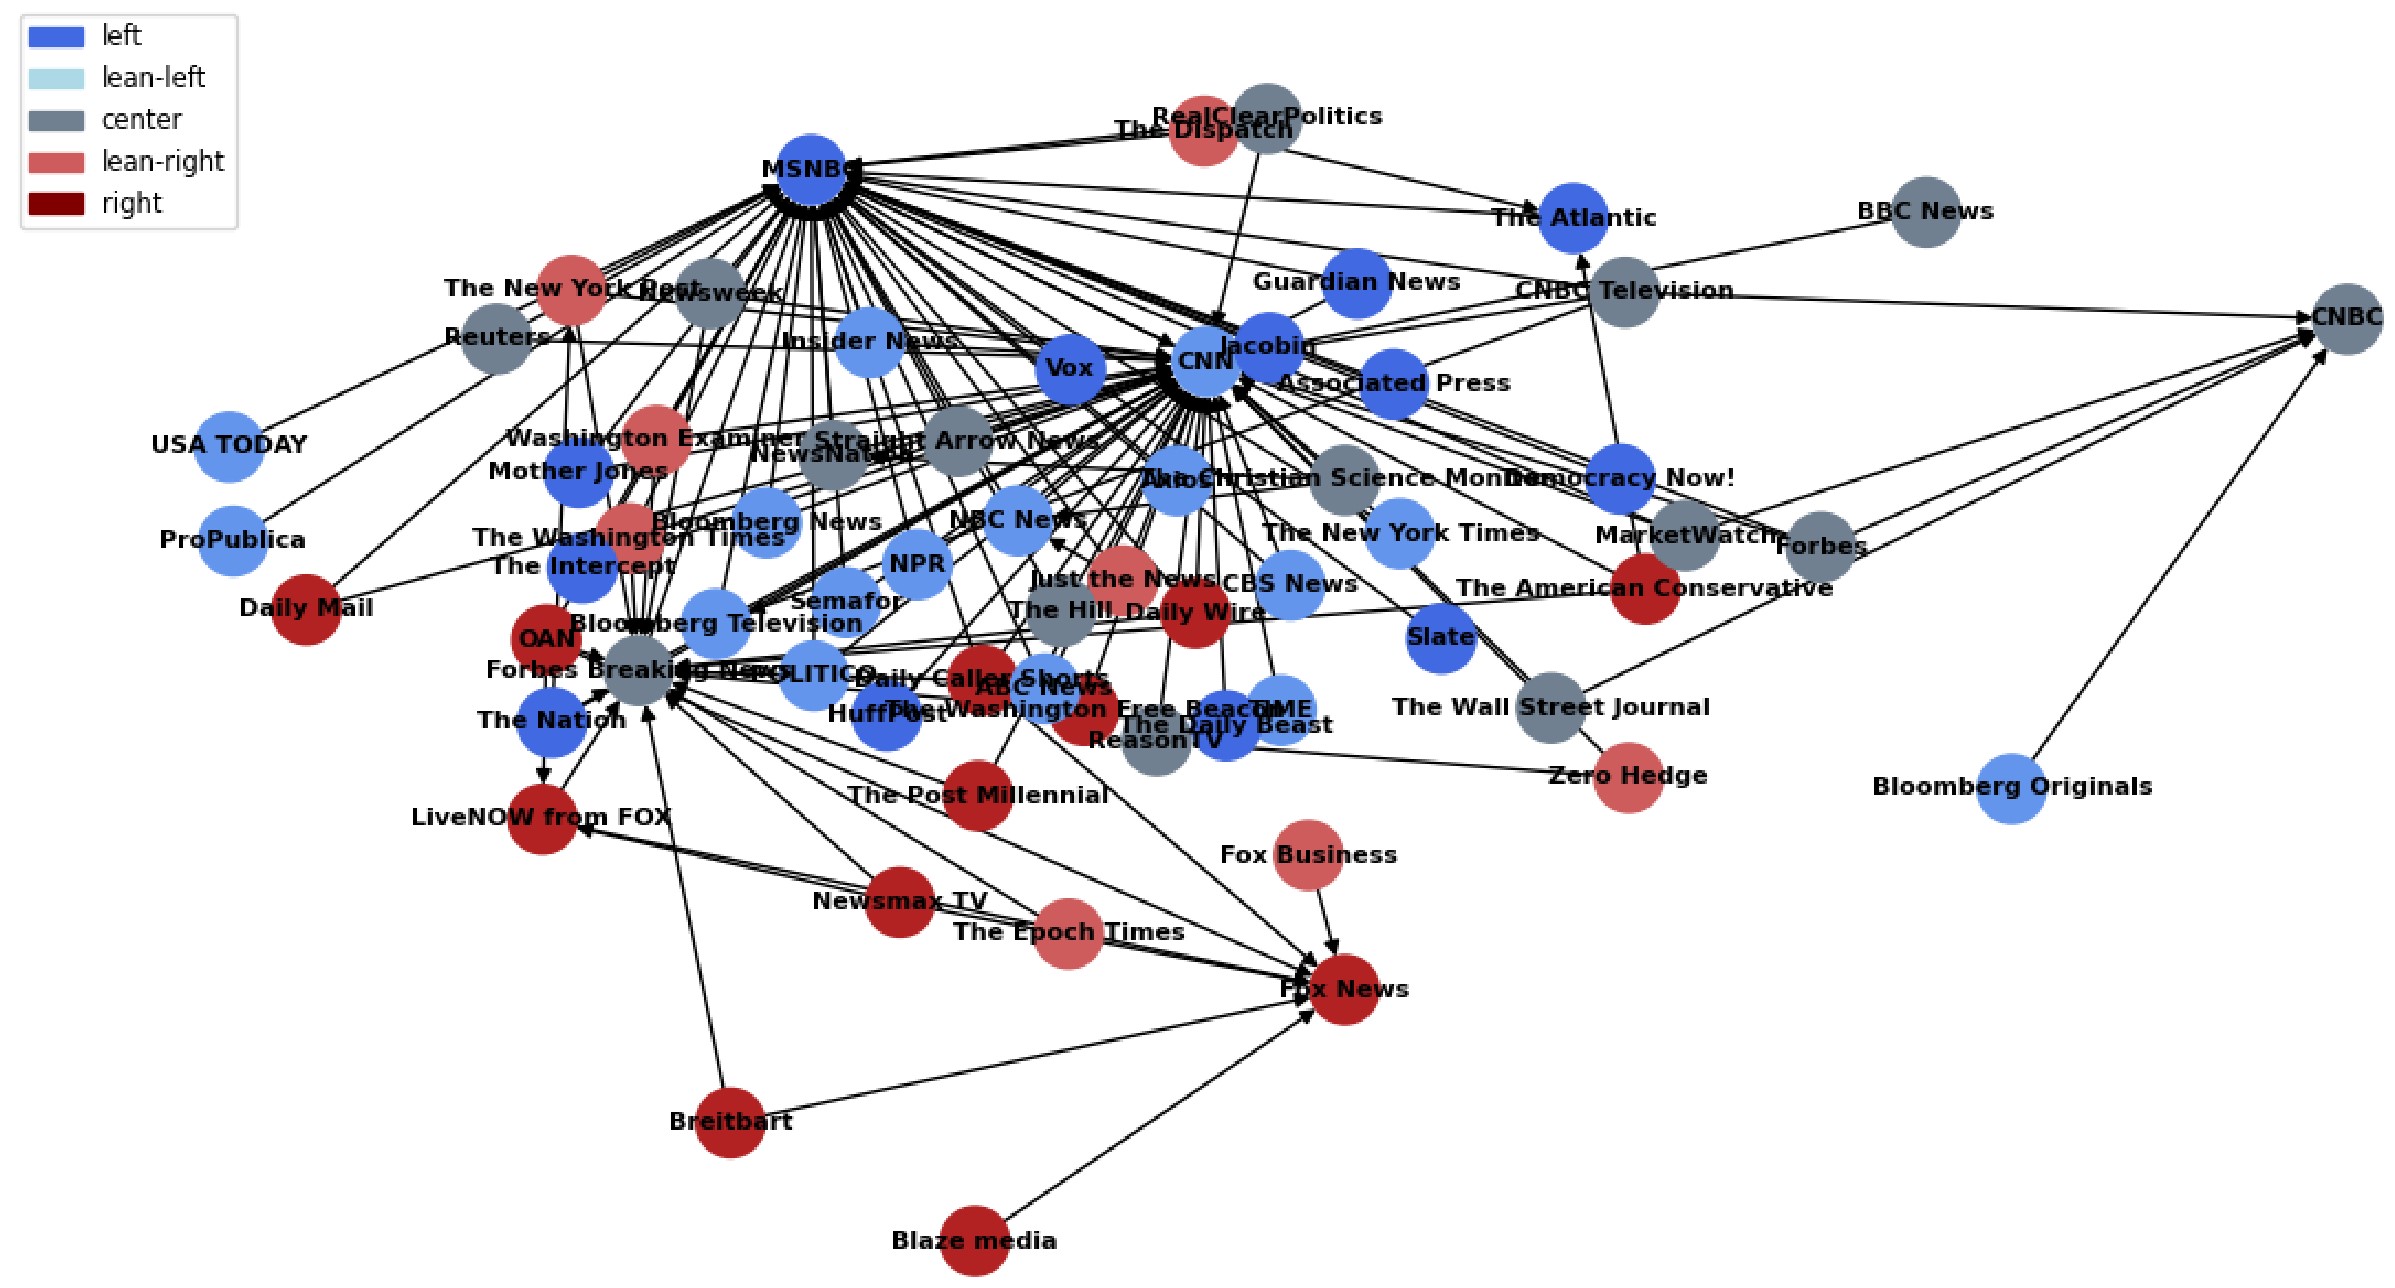 left
lean-left
center
lean-right
right
RealClearPolitics
The Dispatch
MSNBC
The Atlantic
BBC News
The New York Post
Newsweek
Guardian News
CNBC Television
CNBC
Reuters
Insider News
Vox
CNN
Jacobin
Associated Press
USA TODAY
Washington Examiner
Straight Arrow News
NewsNation
Mother Jones
Axios
The Christian Science Monitor
Democracy Now!
ProPublica
The Washington Times
Bloomberg News
NBC News
The New York Times
MarketWatch
Forbes
The Intercept
NPR
Just the News
CBS News
The American Conservative
Daily Mail
Semafor
The Hill
Daily Wire
OAN
Bloomberg Television
Slate
Forbes Breaking News
POLITICO
Daily Caller Shorts
ABC News
The Nation
HuffPost
The Washington Free Beacon
TIME
The Daily Beast
ReasonTV
The Wall Street Journal
Zero Hedge
Bloomberg Originals
The Post Millennial
LiveNOW from FOX
Fox Business
Newsmax TV
The Epoch Times
Fox News
Breitbart
Blaze media